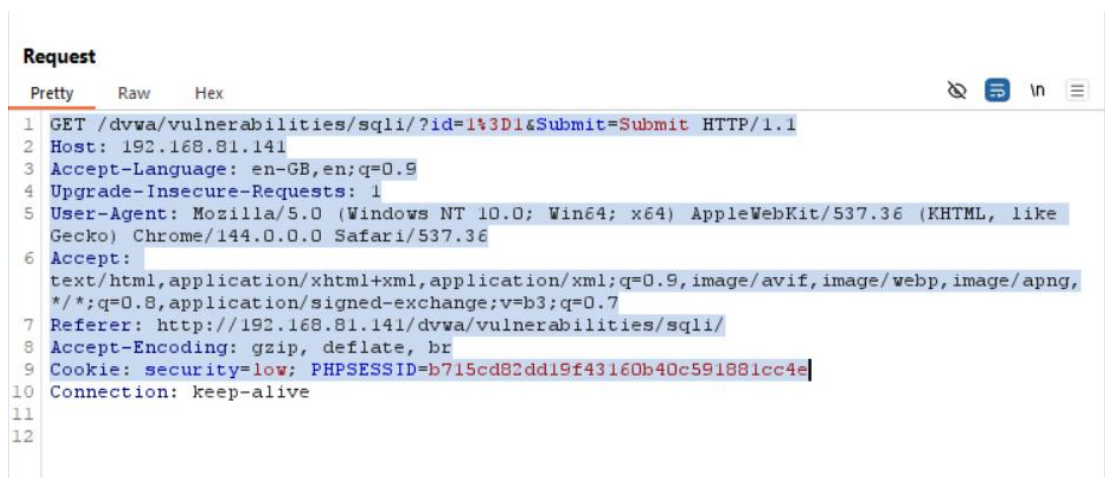 Request
Pretty Raw Hex \n
1 GET /dvwa/vulnerabilities/sqli/?id=1%3D1&Submit=Submit HTTP/1.1
2 Host: 192.168.81.141
3 Accept-Language: en-GB,en;q=0.9
4 Upgrade-Insecure-Requests: 1
5 User-Agent: Mozilla/5.0 (Windows NT 10.0; Win64; x64) AppleWebKit/537.36 (KHTML, like
Gecko) Chrome/144.0.0.0 Safari/537.36
6 Accept:
text/html,application/xhtml+xml,application/xml;q=0.9,image/avif,image/webp,image/apng,
*/*;q=0.8,application/signed-exchange;v=b3;q=0.7
7 Referer: http://192.168.81.141/dvwa/vulnerabilities/sqli/
8 Accept-Encoding: gzip, deflate, br
9 Cookie: security=low; PHPSESSID=b715cd82dd19f43160b40c591881cc4e
10 Connection: keep-alive
11
12